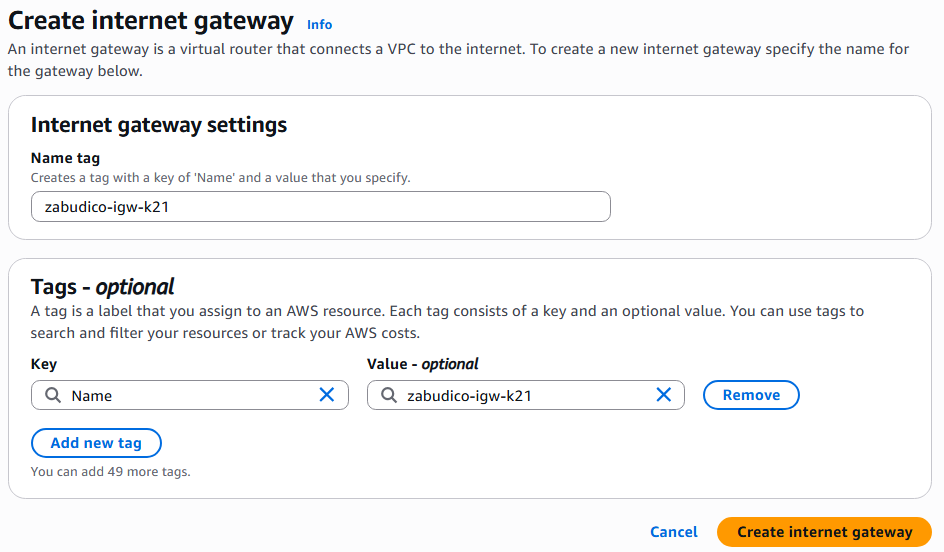 Create internet gateway Info
An internet gateway is a virtual router that connects a VPC to the internet. To create a new internet gateway specify the name for
the gateway below.
Internet gateway settings
Name tag
Creates a tag with a key of 'Name' and a value that you specify.
zabudico-igw-k21
Tags - optional
A tag is a label that you assign to an AWS resource. Each tag consists of a key and an optional value. You can use tags to
search and filter your resources or track your AWS costs.
Key Value - optional
Name zabudico-igw-k21 Remove
Add new tag
You can add 49 more tags.
Cancel Create internet gateway